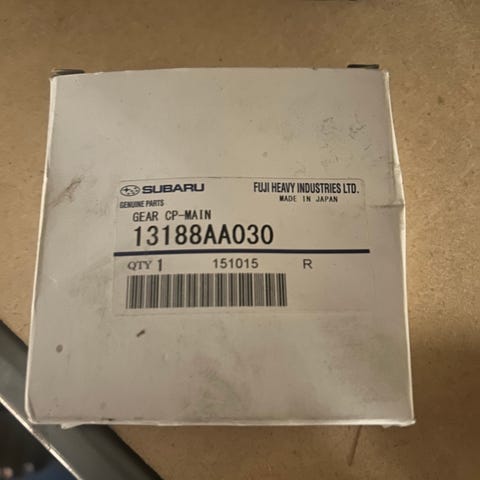 SUBARU FUJI HEAVY INDUSTRIES LTD.
GENUINE PARTS MADE IN JAPAN
GEAR CP-MAIN
13188AA030
QTY 1 151015 R